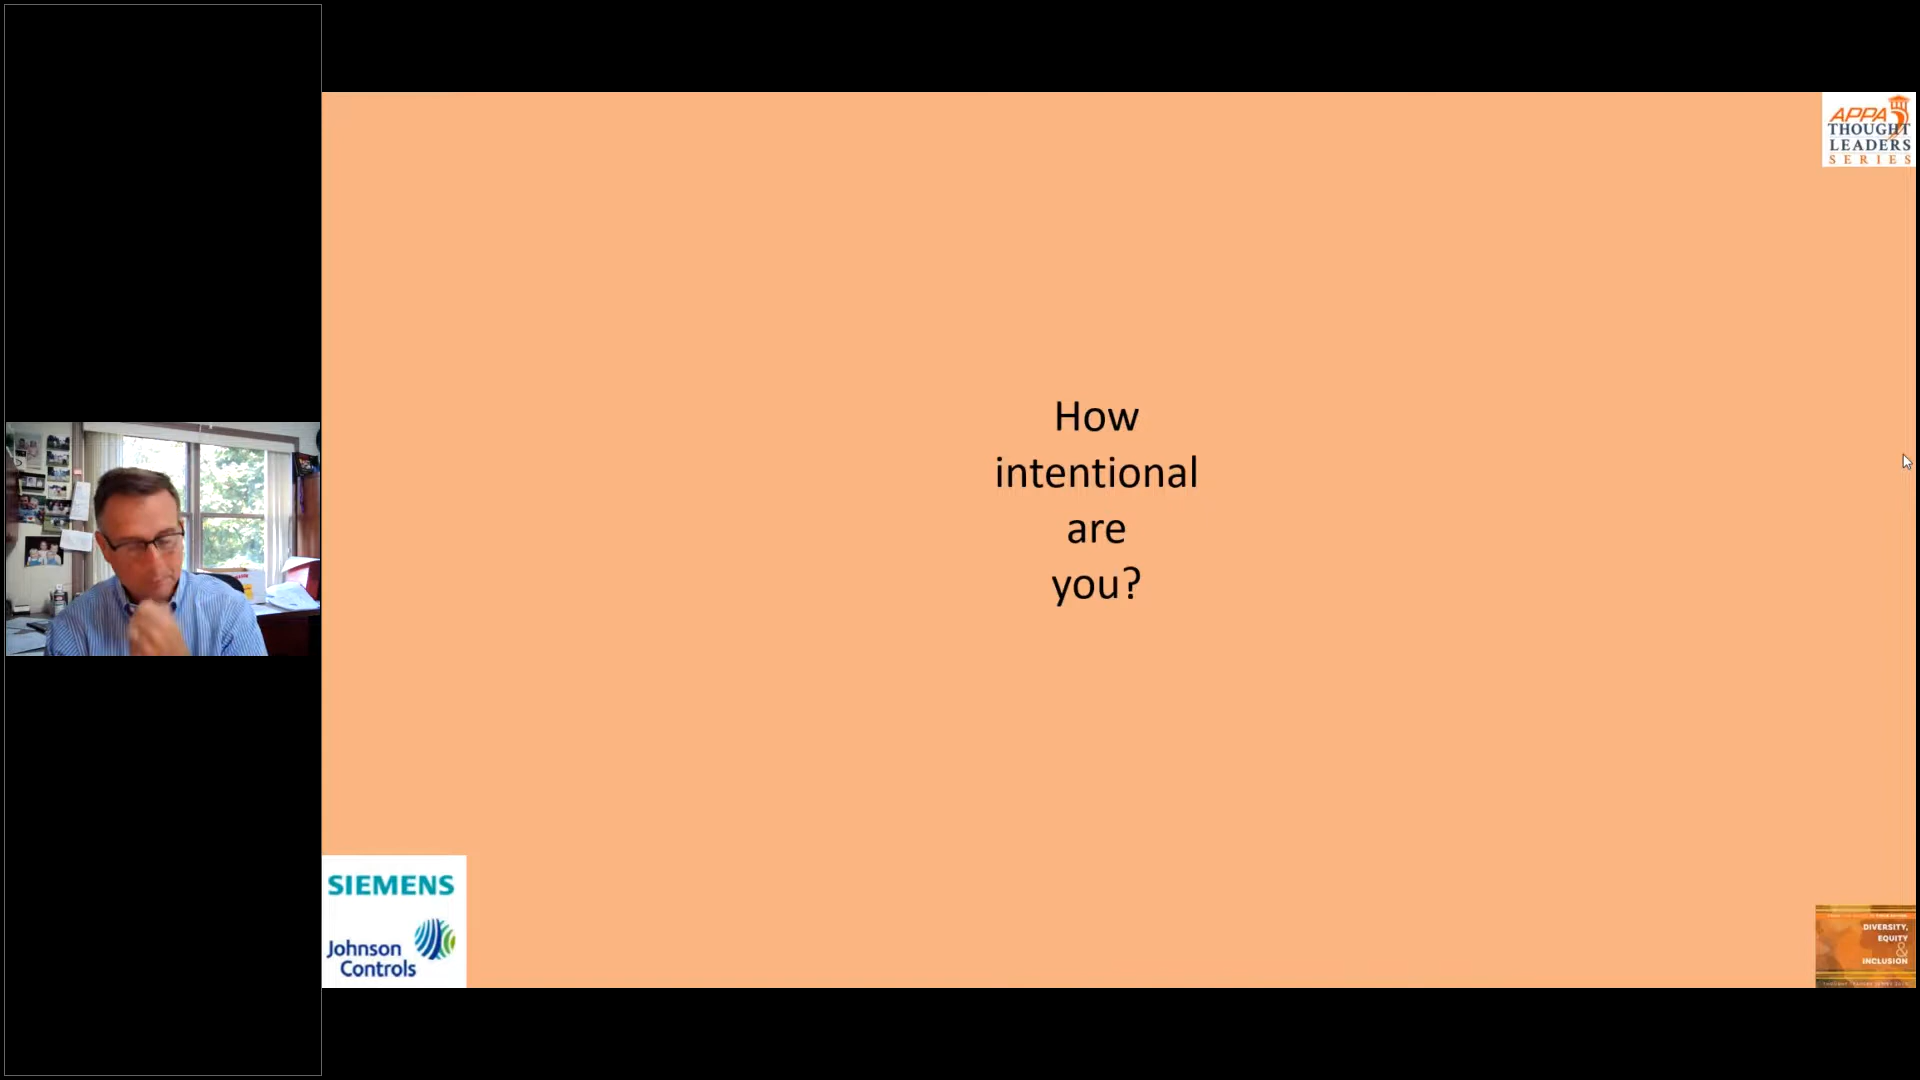 APPA
THOUGHT
LEADERS
SERIES
How
intentional
are
you?
SIEMENS
Johnson
Controls
DIVERSITY,
EQUITY
&
INCLUSION